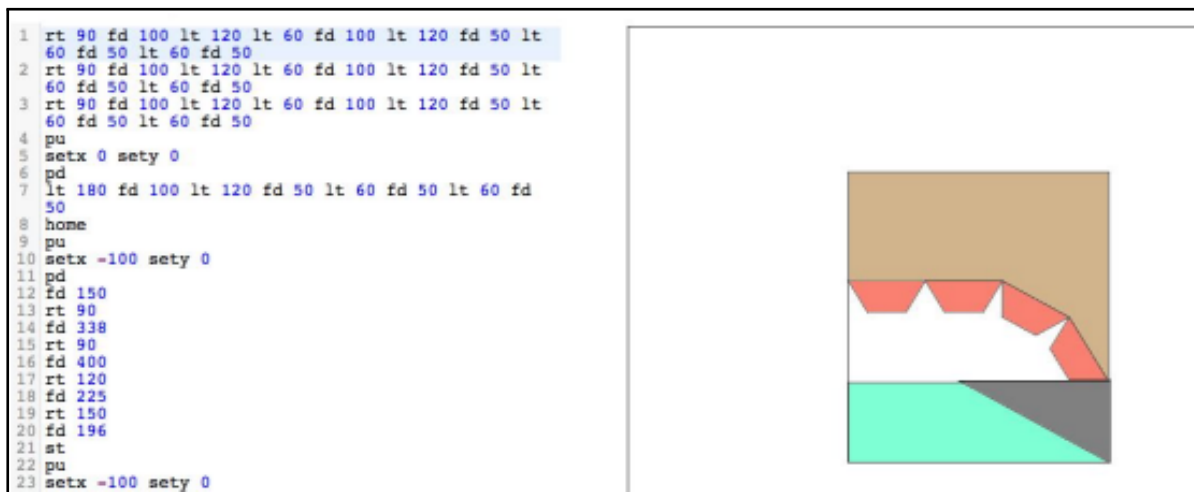 1 rt 90 fd 100 lt 120 lt 60 fd 100 lt 120 fd 50 lt
60 fd 50 lt 60 fd 50
2 rt 90 fd 100 lt 120 lt 60 fd 100 lt 120 fd 50 lt
60 fd 50 lt 60 fd 50
3 rt 90 fd 100 lt 120 lt 60 fd 100 lt 120 fd 50 lt
60 fd 50 lt 60 fd 50
4 pu
5 setx 0 sety 0
6 pd
7 lt 180 fd 100 lt 120 fd 50 lt 60 fd 50 lt 60 fd
50
8 home
9 pu
10 setx -100 sety 0
11 pd
12 fd 150
13 rt 90
14 fd 338
15 rt 90
16 fd 400
17 rt 120
18 fd 225
19 rt 150
20 fd 196
21 st
22 pu
23 setx -100 sety 0